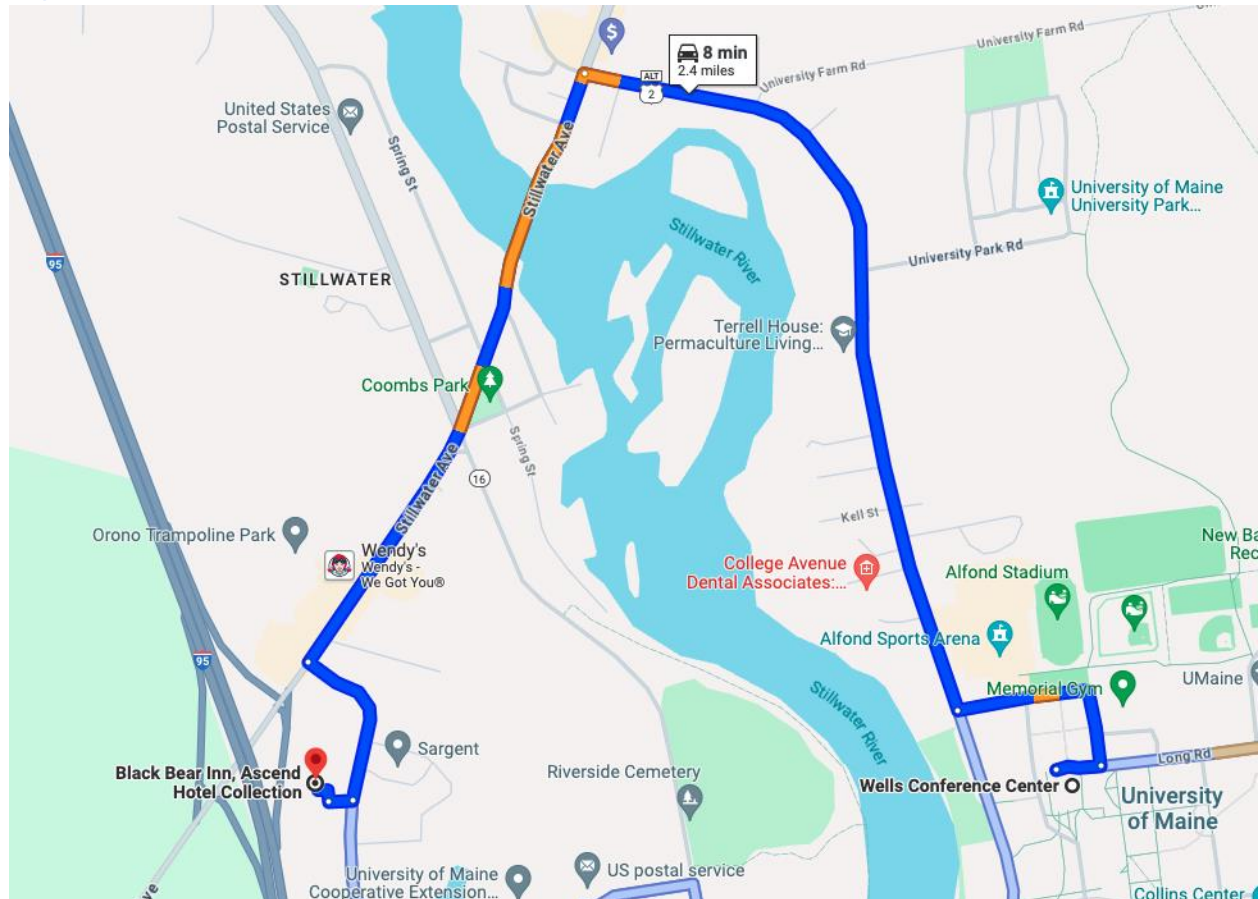 $
8 min
2.4 miles
ALT
2
University Farm Rd
University Farm Rd
United States
Postal Service
Spring St
Stillwater Ave
University of Maine
University Park...
Stillwater River
University Park Rd
95
STILLWATER
Terrell House:
Permaculture Living...
Coombs Park
Spring St
Stillwater Ave
16
Orono Trampoline Park
Wendy's
Wendy's -
We Got You®
Kell St
College Avenue
Dental Associates:...
New Ba
Rec
Alfond Stadium
Alfond Sports Arena
95
Stillwater River
Memorial Gym
UMaine
Sargent
Black Bear Inn, Ascend
Hotel Collection
Riverside Cemetery
Long Rd
Wells Conference Center
University
of Maine
US postal service
University of Maine
Cooperative Extension...
ve
Collins Center